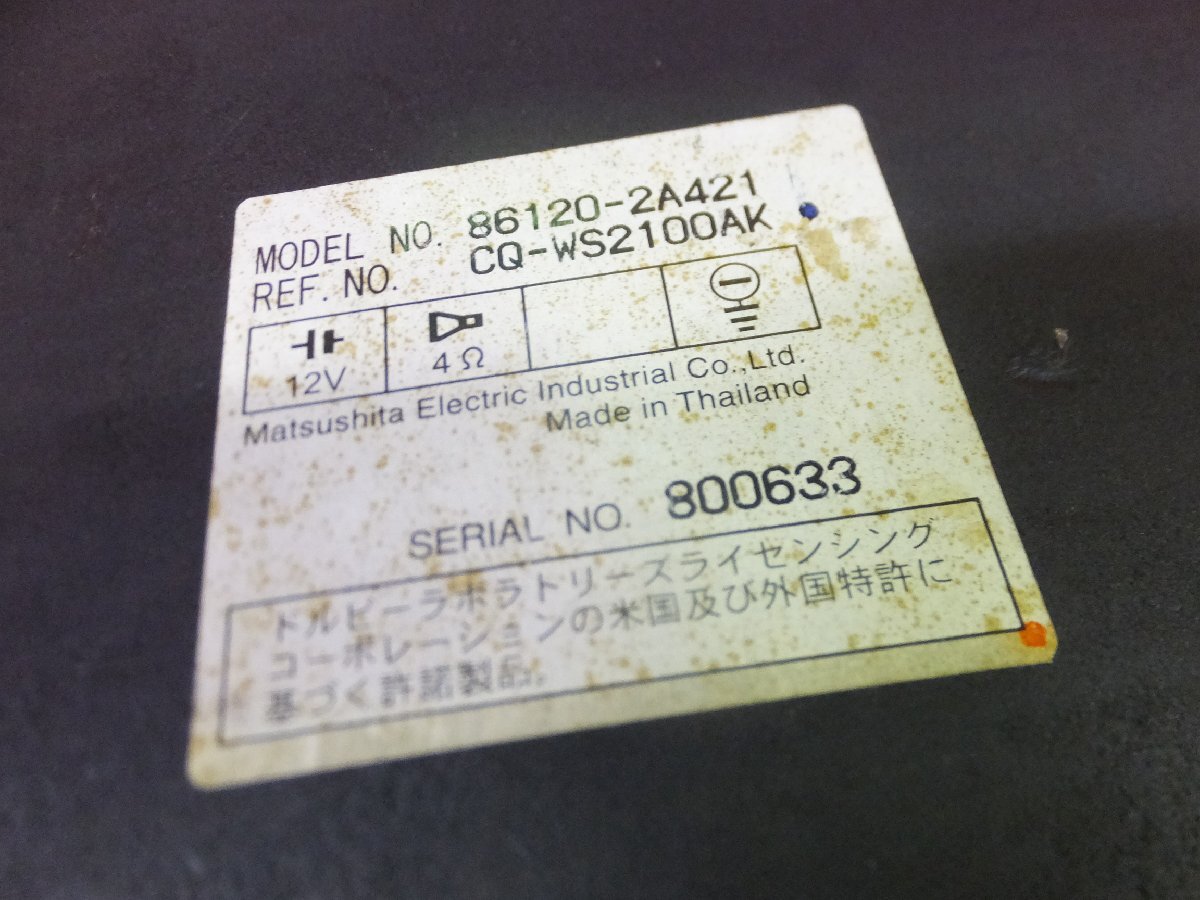 MODEL NO. 86120-2A421
REF. NO. CQ-WS2100AK
12V
4Ω
Matsushita Electric Industrial Co.,Ltd.
Made in Thailand
SERIAL NO. 800633
ドルビーラボラトリーズライセンシング
コーポレーションの米国及び外国特許に
基づく許諾製品。